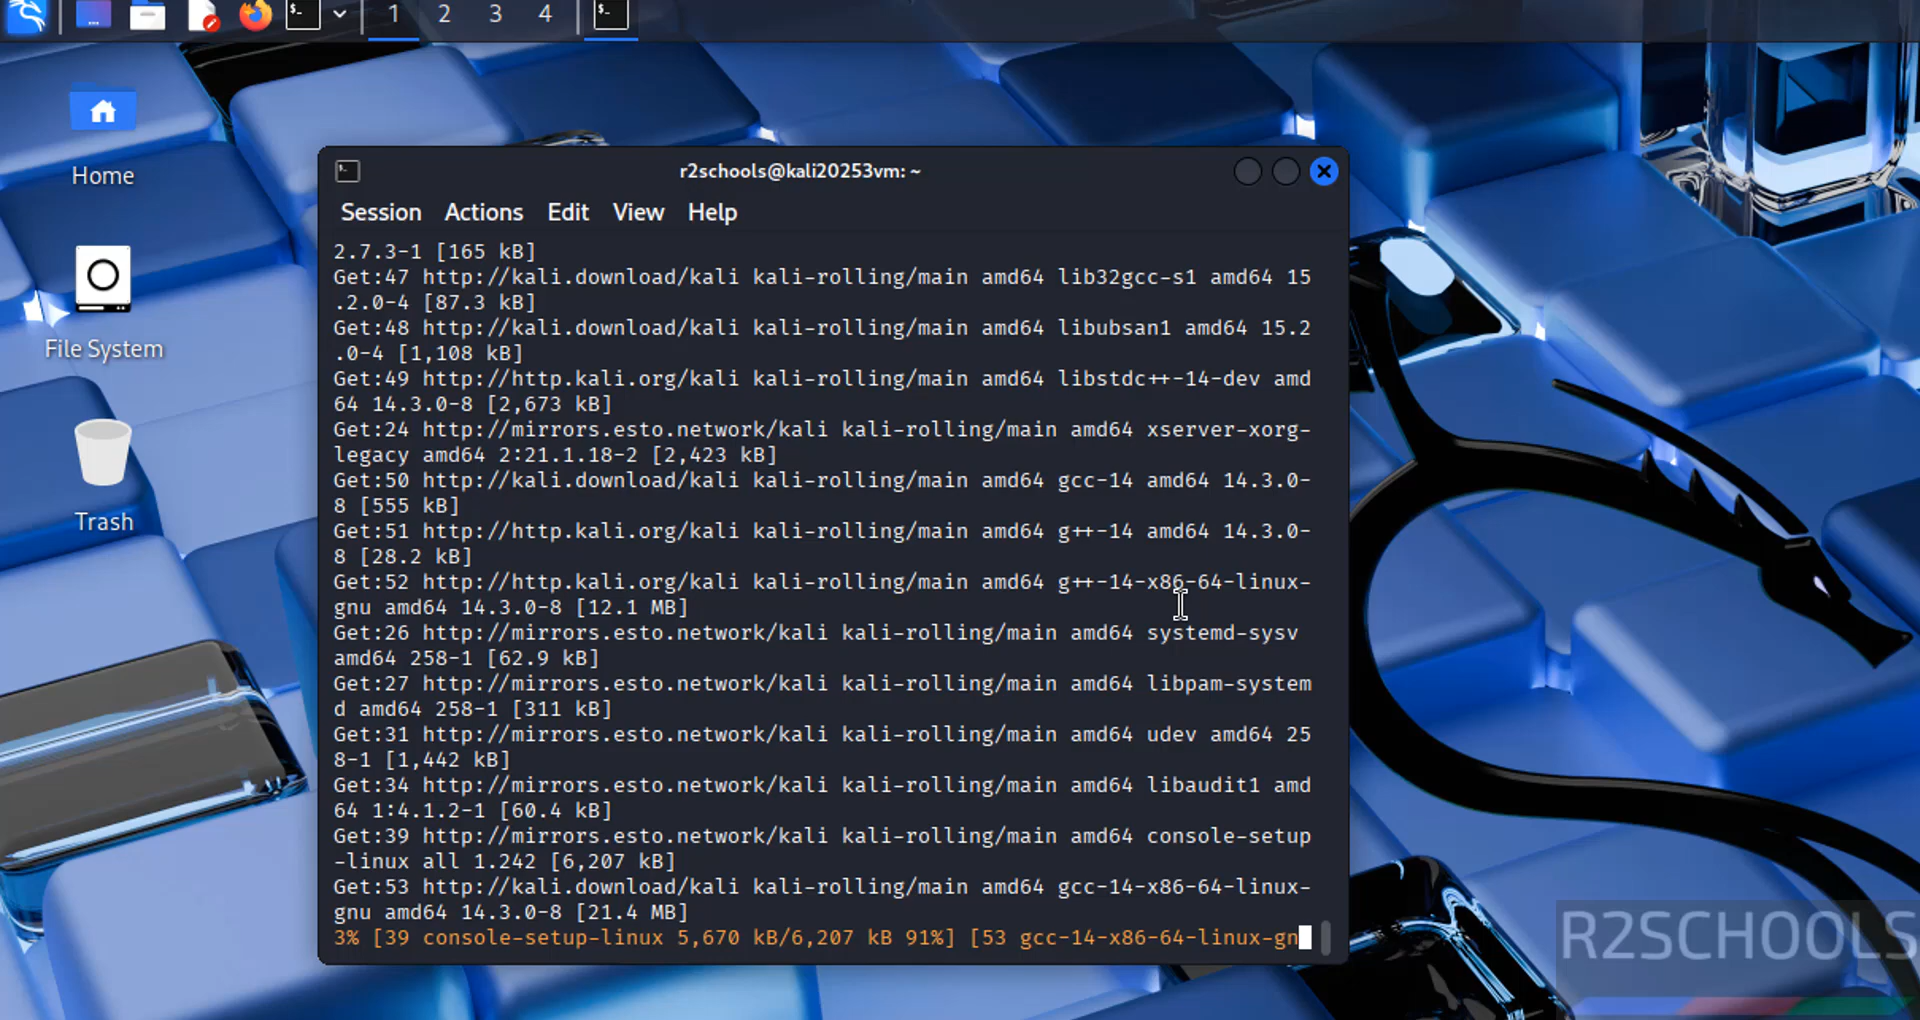 1 2 3 4
Home
File System
Trash
r2schools@kali20253vm: ~
Session Actions Edit View Help
2.7.3-1 [165 kB]
Get:47 http://kali.download/kali kali-rolling/main amd64 lib32gcc-s1 amd64 15
.2.0-4 [87.3 kB]
Get:48 http://kali.download/kali kali-rolling/main amd64 libubsan1 amd64 15.2
.0-4 [1,108 kB]
Get:49 http://http.kali.org/kali kali-rolling/main amd64 libstdc++-14-dev amd
64 14.3.0-8 [2,673 kB]
Get:24 http://mirrors.esto.network/kali kali-rolling/main amd64 xserver-xorg-
legacy amd64 2:21.1.18-2 [2,423 kB]
Get:50 http://kali.download/kali kali-rolling/main amd64 gcc-14 amd64 14.3.0-
8 [555 kB]
Get:51 http://http.kali.org/kali kali-rolling/main amd64 g++-14 amd64 14.3.0-
8 [28.2 kB]
Get:52 http://http.kali.org/kali kali-rolling/main amd64 g++-14-x86-64-linux-
gnu amd64 14.3.0-8 [12.1 MB]
Get:26 http://mirrors.esto.network/kali kali-rolling/main amd64 systemd-sysv
amd64 258-1 [62.9 kB]
Get:27 http://mirrors.esto.network/kali kali-rolling/main amd64 libpam-system
d amd64 258-1 [311 kB]
Get:31 http://mirrors.esto.network/kali kali-rolling/main amd64 udev amd64 25
8-1 [1,442 kB]
Get:34 http://mirrors.esto.network/kali kali-rolling/main amd64 libaudit1 amd
64 1:4.1.2-1 [60.4 kB]
Get:39 http://mirrors.esto.network/kali kali-rolling/main amd64 console-setup
-linux all 1.242 [6,207 kB]
Get:53 http://kali.download/kali kali-rolling/main amd64 gcc-14-x86-64-linux-
gnu amd64 14.3.0-8 [21.4 MB]
3% [39 console-setup-linux 5,670 kB/6,207 kB 91%] [53 gcc-14-x86-64-linux-gn
R2SCHOOLS